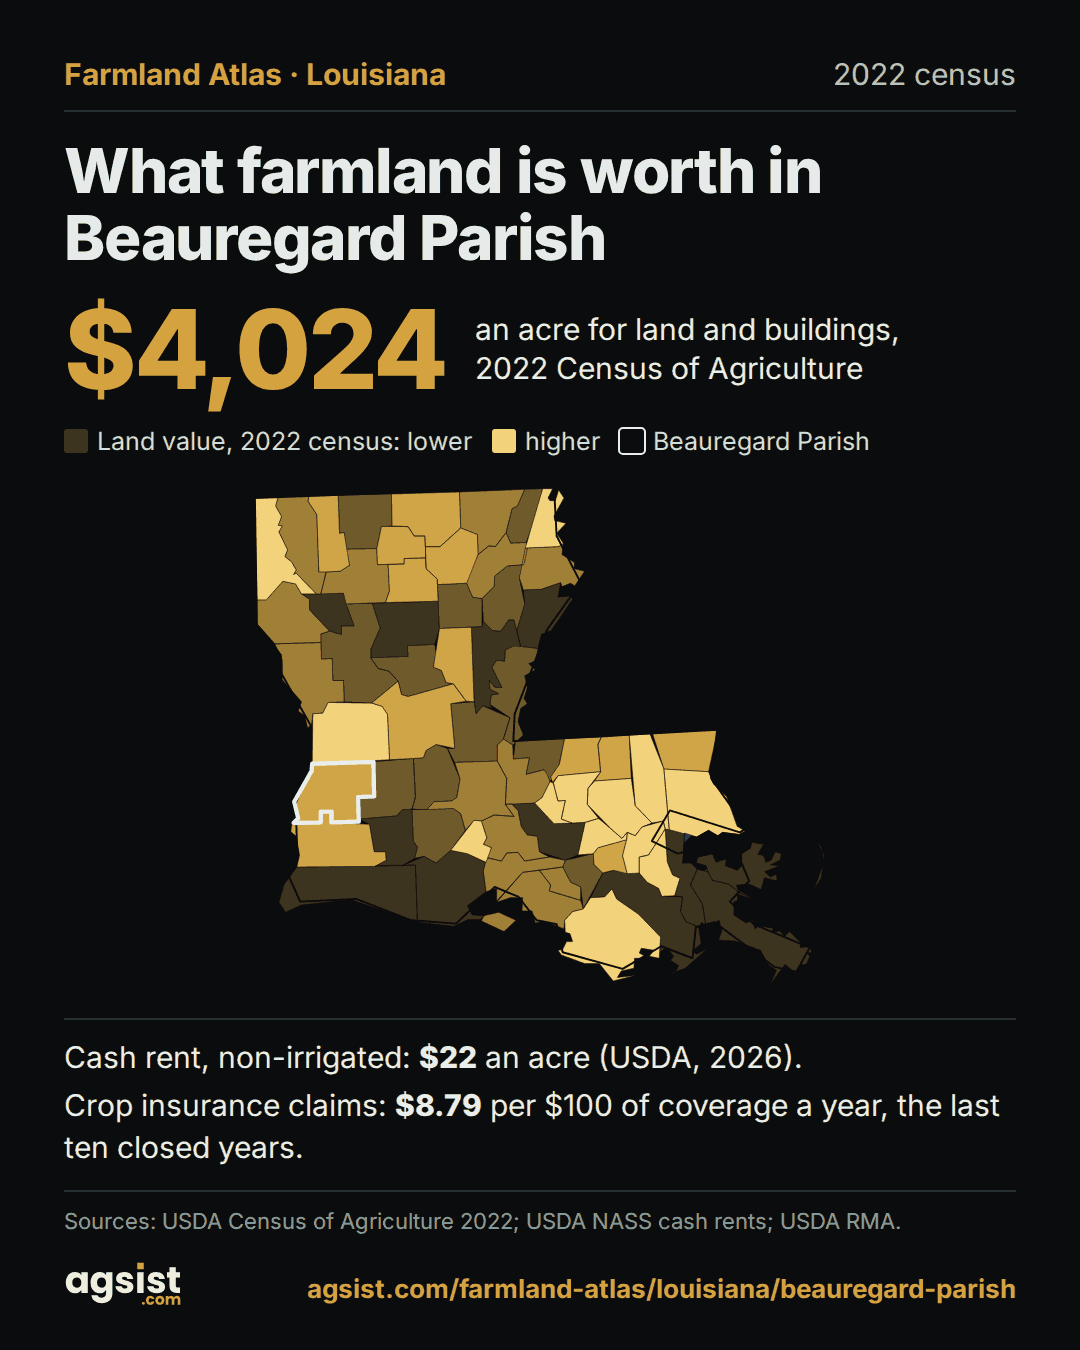 Farmland Atlas · Louisiana
2022 census
What farmland is worth in
Beauregard Parish
$4,024
an acre for land and buildings,
2022 Census of Agriculture
Land value, 2022 census: lower
higher
Beauregard Parish
Cash rent, non-irrigated: $22 an acre (USDA, 2026).
Crop insurance claims: $8.79 per $100 of coverage a year, the last
ten closed years.
Sources: USDA Census of Agriculture 2022; USDA NASS cash rents; USDA RMA.
agsist
.com
agsist.com/farmland-atlas/louisiana/beauregard-parish